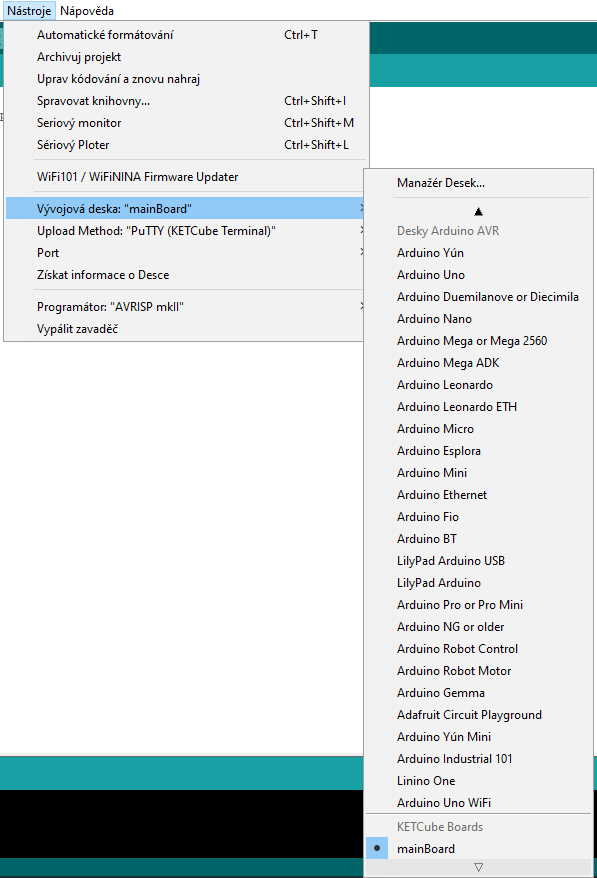 Nástroje Nápověda
Automatické formátování Ctrl+T
Archivuj projekt
Uprav kódování a znovu nahraj
Spravovat knihovny... Ctrl+Shift+I
Seriový monitor Ctrl+Shift+M
Sériový Ploter Ctrl+Shift+L
WiFi101 / WiFiNINA Firmware Updater
Vývojová deska: "mainBoard"
Upload Method: "PuTTY (KETCube Terminal)"
Port
Získat informace o Desce
Programátor: "AVRISP mkII"
Vypálit zavaděč
Manažér Desek...
Desky Arduino AVR
Arduino Yún
Arduino Uno
Arduino Duemilanove or Diecimila
Arduino Nano
Arduino Mega or Mega 2560
Arduino Mega ADK
Arduino Leonardo
Arduino Leonardo ETH
Arduino Micro
Arduino Esplora
Arduino Mini
Arduino Ethernet
Arduino Fio
Arduino BT
LilyPad Arduino USB
LilyPad Arduino
Arduino Pro or Pro Mini
Arduino NG or older
Arduino Robot Control
Arduino Robot Motor
Arduino Gemma
Adafruit Circuit Playground
Arduino Yún Mini
Arduino Industrial 101
Linino One
Arduino Uno WiFi
KETCube Boards
mainBoard